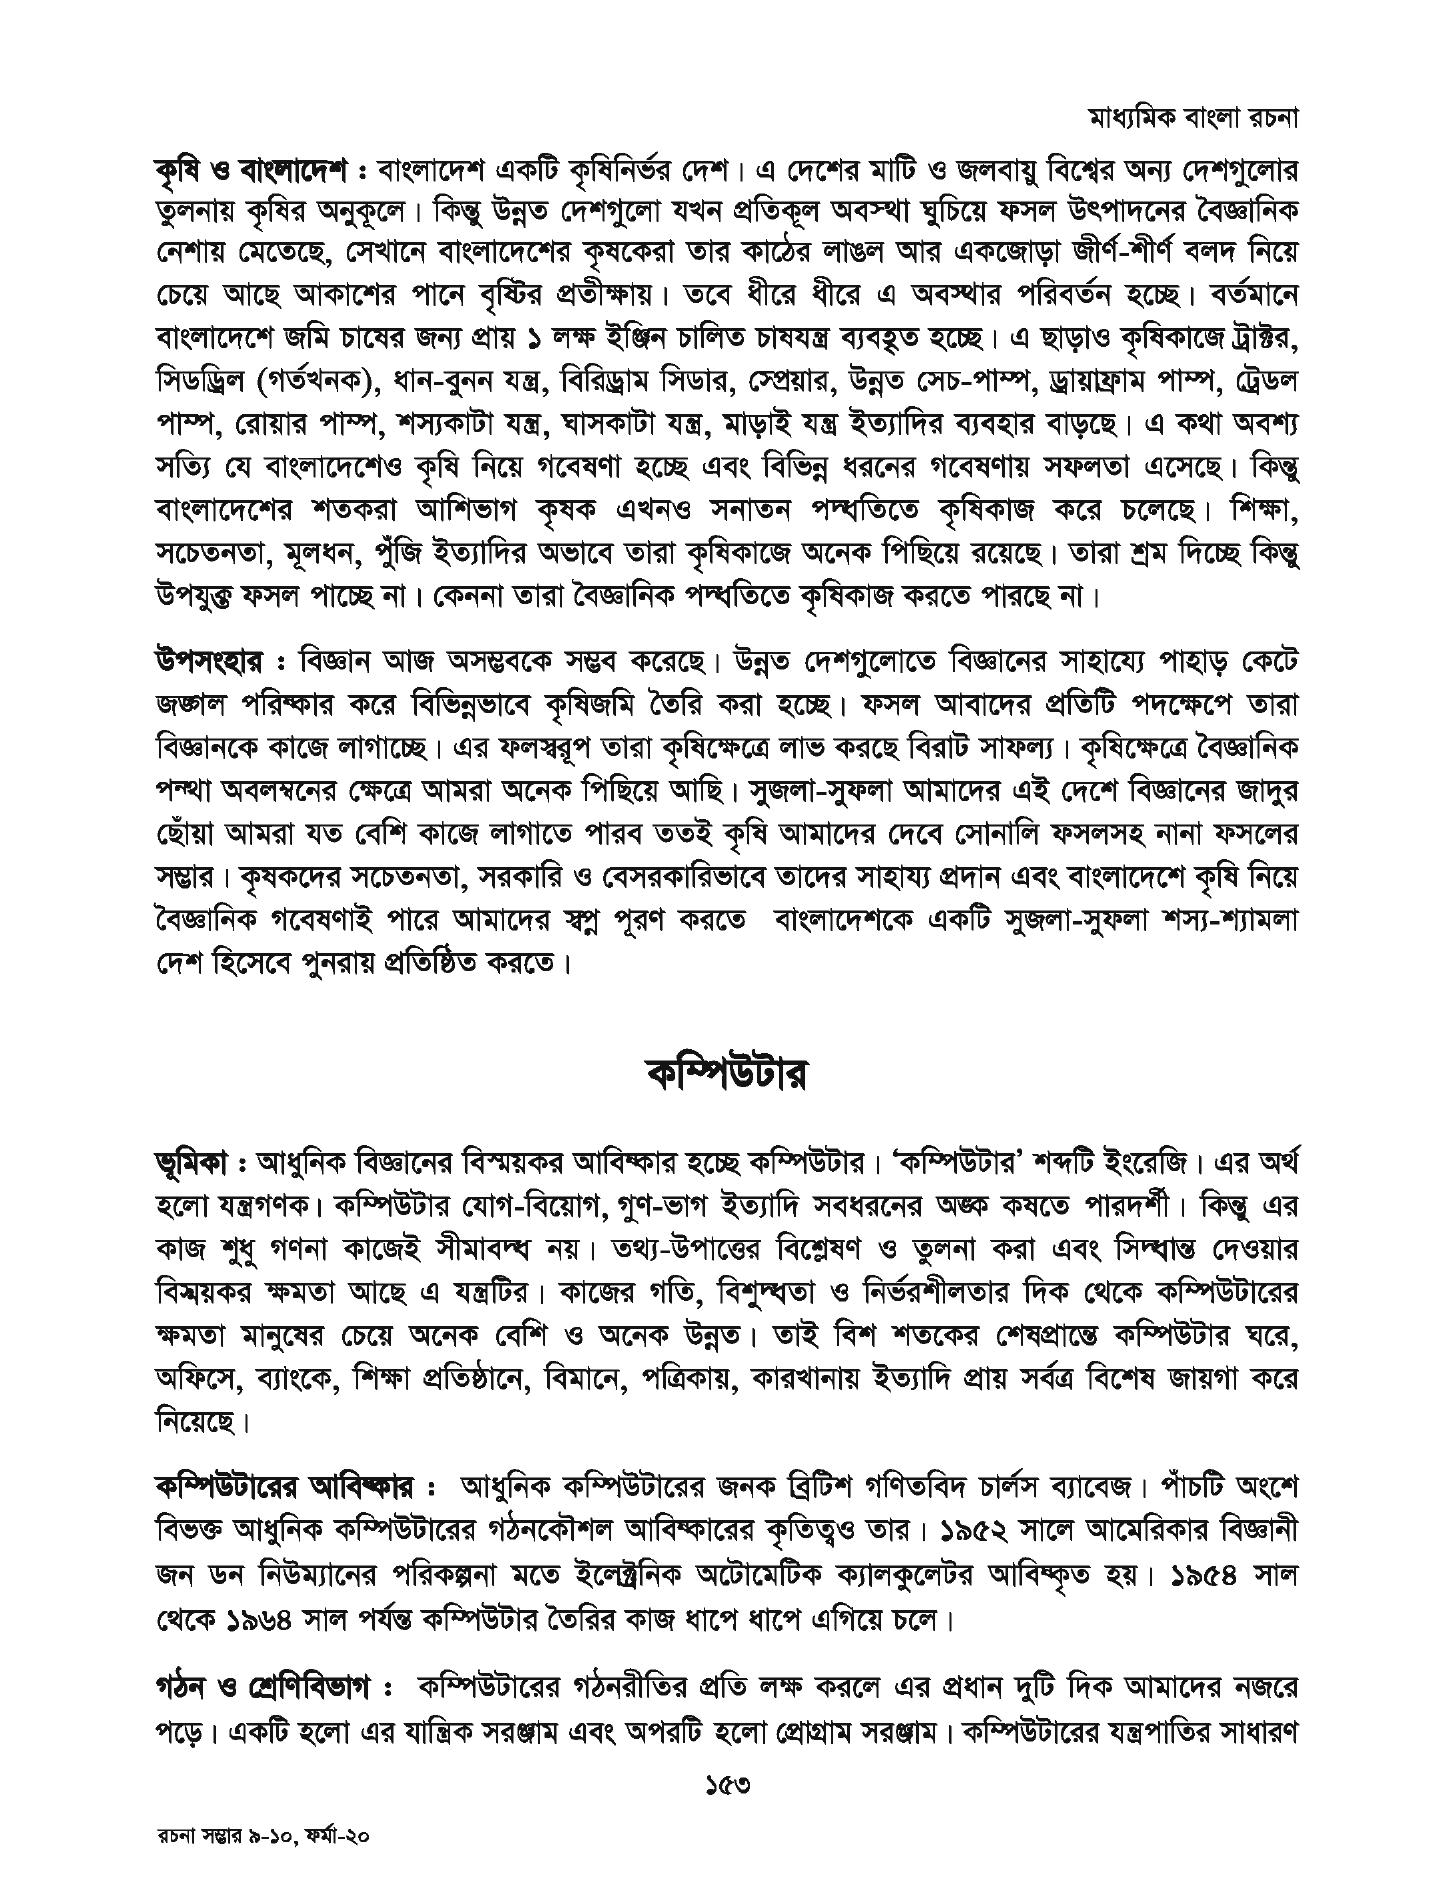 মাধ্যমিক বাংলা রচনা
কৃষি ও বাংলাদেশ : বাংলাদেশ একটি কৃষিনির্ভর দেশ। এ দেশের মাটি ও জলবায়ু বিশ্বের অন্য দেশগুলোর
তুলনায় কৃষির অনুকূলে। কিন্তু উন্নত দেশগুলো যখন প্রতিকূল অবস্থা ঘুচিয়ে ফসল উৎপাদনের বৈজ্ঞানিক
নেশায় মেতেছে, সেখানে বাংলাদেশের কৃষকেরা তার কাঠের লাঙল আর একজোড়া জীর্ণ-শীর্ণ বলদ নিয়ে
চেয়ে আছে আকাশের পানে বৃষ্টির প্রতীক্ষায়। তবে ধীরে ধীরে এ অবস্থার পরিবর্তন হচ্ছে। বর্তমানে
বাংলাদেশে জমি চাষের জন্য প্রায় ১ লক্ষ ইঞ্জিন চালিত চাষযন্ত্র ব্যবহৃত হচ্ছে। এ ছাড়াও কৃষিকাজে ট্রাক্টর,
সিডড্রিল (গর্তখনক), ধান-বুনন যন্ত্র, বিরিড্রাম সিডার, স্প্রেয়ার, উন্নত সেচ-পাম্প, ড্রায়াফ্রাম পাম্প, ট্রেডল
পাম্প, রোয়ার পাম্প, শস্যকাটা যন্ত্র, ঘাসকাটা যন্ত্র, মাড়াই যন্ত্র ইত্যাদির ব্যবহার বাড়ছে। এ কথা অবশ্য
সত্যি যে বাংলাদেশেও কৃষি নিয়ে গবেষণা হচ্ছে এবং বিভিন্ন ধরনের গবেষণায় সফলতা এসেছে। কিন্তু
বাংলাদেশের শতকরা আশিভাগ কৃষক এখনও সনাতন পদ্ধতিতে কৃষিকাজ করে চলেছে। শিক্ষা,
সচেতনতা, মূলধন, পুঁজি ইত্যাদির অভাবে তারা কৃষিকাজে অনেক পিছিয়ে রয়েছে। তারা শ্রম দিচ্ছে কিন্তু
উপযুক্ত ফসল পাচ্ছে না। কেননা তারা বৈজ্ঞানিক পদ্ধতিতে কৃষিকাজ করতে পারছে না।
উপসংহার : বিজ্ঞান আজ অসম্ভবকে সম্ভব করেছে। উন্নত দেশগুলোতে বিজ্ঞানের সাহায্যে পাহাড় কেটে
জঙ্গল পরিষ্কার করে বিভিন্নভাবে কৃষিজমি তৈরি করা হচ্ছে। ফসল আবাদের প্রতিটি পদক্ষেপে তারা
বিজ্ঞানকে কাজে লাগাচ্ছে। এর ফলস্বরূপ তারা কৃষিক্ষেত্রে লাভ করছে বিরাট সাফল্য। কৃষিক্ষেত্রে বৈজ্ঞানিক
পন্থা অবলম্বনের ক্ষেত্রে আমরা অনেক পিছিয়ে আছি। সুজলা-সুফলা আমাদের এই দেশে বিজ্ঞানের জাদুর
ছোঁয়া আমরা যত বেশি কাজে লাগাতে পারব ততই কৃষি আমাদের দেবে সোনালি ফসলসহ নানা ফসলের
সম্ভার। কৃষকদের সচেতনতা, সরকারি ও বেসরকারিভাবে তাদের সাহায্য প্রদান এবং বাংলাদেশে কৃষি নিয়ে
বৈজ্ঞানিক গবেষণাই পারে আমাদের স্বপ্ন পূরণ করতে বাংলাদেশকে একটি সুজলা-সুফলা শস্য-শ্যামলা
দেশ হিসেবে পুনরায় প্রতিষ্ঠিত করতে।
কম্পিউটার
ভূমিকা : আধুনিক বিজ্ঞানের বিস্ময়কর আবিষ্কার হচ্ছে কম্পিউটার। ‘কম্পিউটার’ শব্দটি ইংরেজি। এর অর্থ
হলো যন্ত্রগণক। কম্পিউটার যোগ-বিয়োগ, গুণ-ভাগ ইত্যাদি সবধরনের অঙ্ক কষতে পারদর্শী। কিন্তু এর
কাজ শুধু গণনা কাজেই সীমাবদ্ধ নয়। তথ্য-উপাত্তের বিশ্লেষণ ও তুলনা করা এবং সিদ্ধান্ত দেওয়ার
বিস্ময়কর ক্ষমতা আছে এ যন্ত্রটির। কাজের গতি, বিশুদ্ধতা ও নির্ভরশীলতার দিক থেকে কম্পিউটারের
ক্ষমতা মানুষের চেয়ে অনেক বেশি ও অনেক উন্নত। তাই বিশ শতকের শেষপ্রান্তে কম্পিউটার ঘরে,
অফিসে, ব্যাংকে, শিক্ষা প্রতিষ্ঠানে, বিমানে, পত্রিকায়, কারখানায় ইত্যাদি প্রায় সর্বত্র বিশেষ জায়গা করে
নিয়েছে।
কম্পিউটারের আবিষ্কার : আধুনিক কম্পিউটারের জনক ব্রিটিশ গণিতবিদ চার্লস ব্যাবেজ। পাঁচটি অংশে
বিভক্ত আধুনিক কম্পিউটারের গঠনকৌশল আবিষ্কারের কৃতিত্বও তার। ১৯৫২ সালে আমেরিকার বিজ্ঞানী
জন ডন নিউম্যানের পরিকল্পনা মতে ইলেক্ট্রনিক অটোমেটিক ক্যালকুলেটর আবিষ্কৃত হয়। ১৯৫৪ সাল
থেকে ১৯৬৪ সাল পর্যন্ত কম্পিউটার তৈরির কাজ ধাপে ধাপে এগিয়ে চলে।
গঠন ও শ্রেণিবিভাগ : কম্পিউটারের গঠনরীতির প্রতি লক্ষ করলে এর প্রধান দুটি দিক আমাদের নজরে
পড়ে। একটি হলো এর যান্ত্রিক সরঞ্জাম এবং অপরটি হলো প্রোগ্রাম সরঞ্জাম। কম্পিউটারের যন্ত্রপাতির সাধারণ
১৫৩
রচনা সম্ভার ৯-১০, ফর্মা-২০